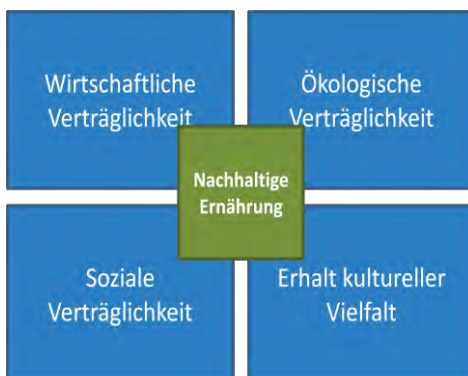 Wirtschaftliche
Verträglichkeit
Ökologische
Verträglichkeit
Nachhaltige
Ernährung
Soziale
Verträglichkeit
Erhalt kultureller
Vielfalt